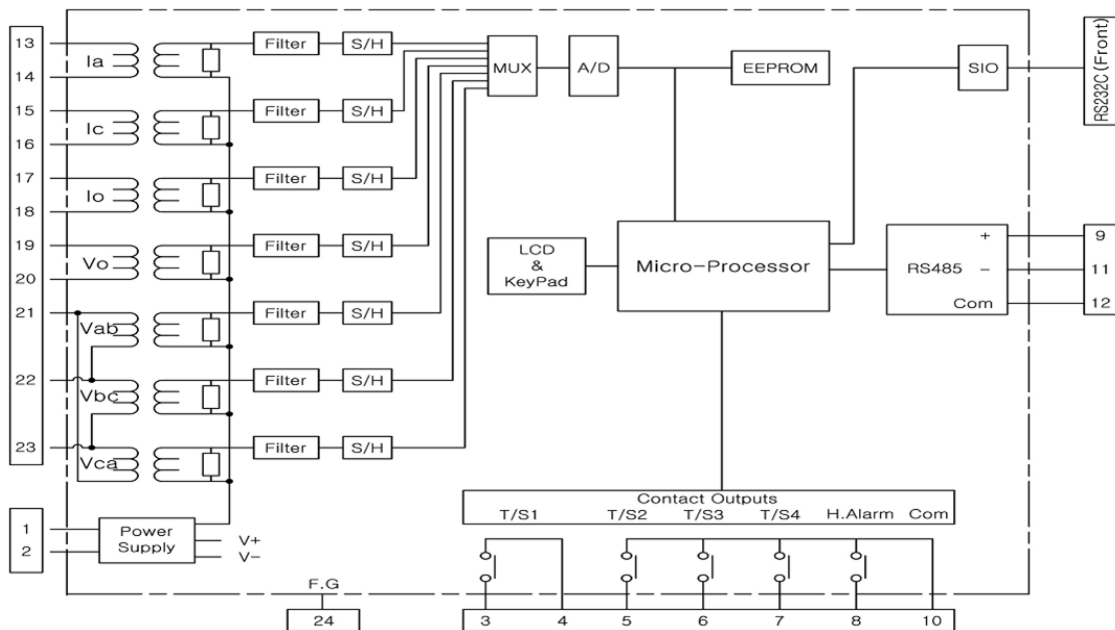 13
Ia
Filter
S/H
14
15
Ic
Filter
S/H
16
17
Io
Filter
S/H
18
19
Vo
Filter
S/H
20
21
Vab
Filter
S/H
22
Vbc
Filter
S/H
23
Vca
Filter
S/H
MUX
A/D
EEPROM
SIO
RS232C (Front)
LCD
&
KeyPad
Micro-Processor
RS485
+
-
Com
9
11
12
1
2
Power
Supply
V+
V-
Contact Outputs
T/S1 T/S2 T/S3 T/S4 H.Alarm Com
F.G
24
3 4 5 6 7 8 10